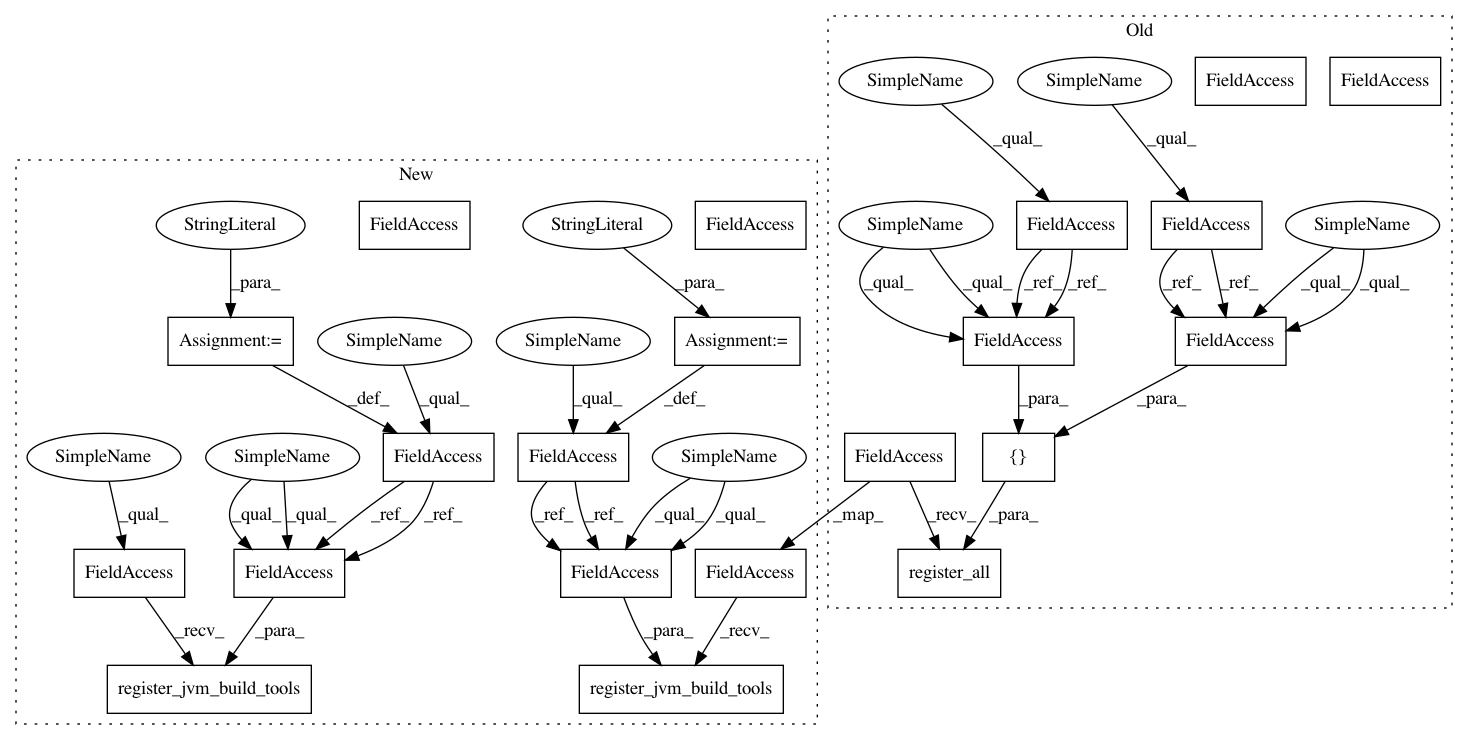 Old
SimpleName
SimpleName
FieldAccess
FieldAccess
_qual_
_qual_
New
StringLiteral
FieldAccess
StringLiteral
FieldAccess
SimpleName
FieldAccess
FieldAccess
SimpleName
_para_
_para_
_qual_
_qual_
_ref_
_ref_
_ref_
_ref_
_qual_
_qual_
Assignment:=
SimpleName
SimpleName
Assignment:=
FieldAccess
FieldAccess
_def_
_qual_
_qual_
_def_
_para_
_para_
SimpleName
SimpleName
FieldAccess
FieldAccess
SimpleName
FieldAccess
{}
_qual_
_qual_
_qual_
_ref_
_ref_
_ref_
_ref_
_qual_
_qual_
_map_
_recv_
_para_
FieldAccess
FieldAccess
FieldAccess
FieldAccess
register_all
_recv_
_para_
_para_
_recv_
register_jvm_build_tools
register_jvm_build_tools